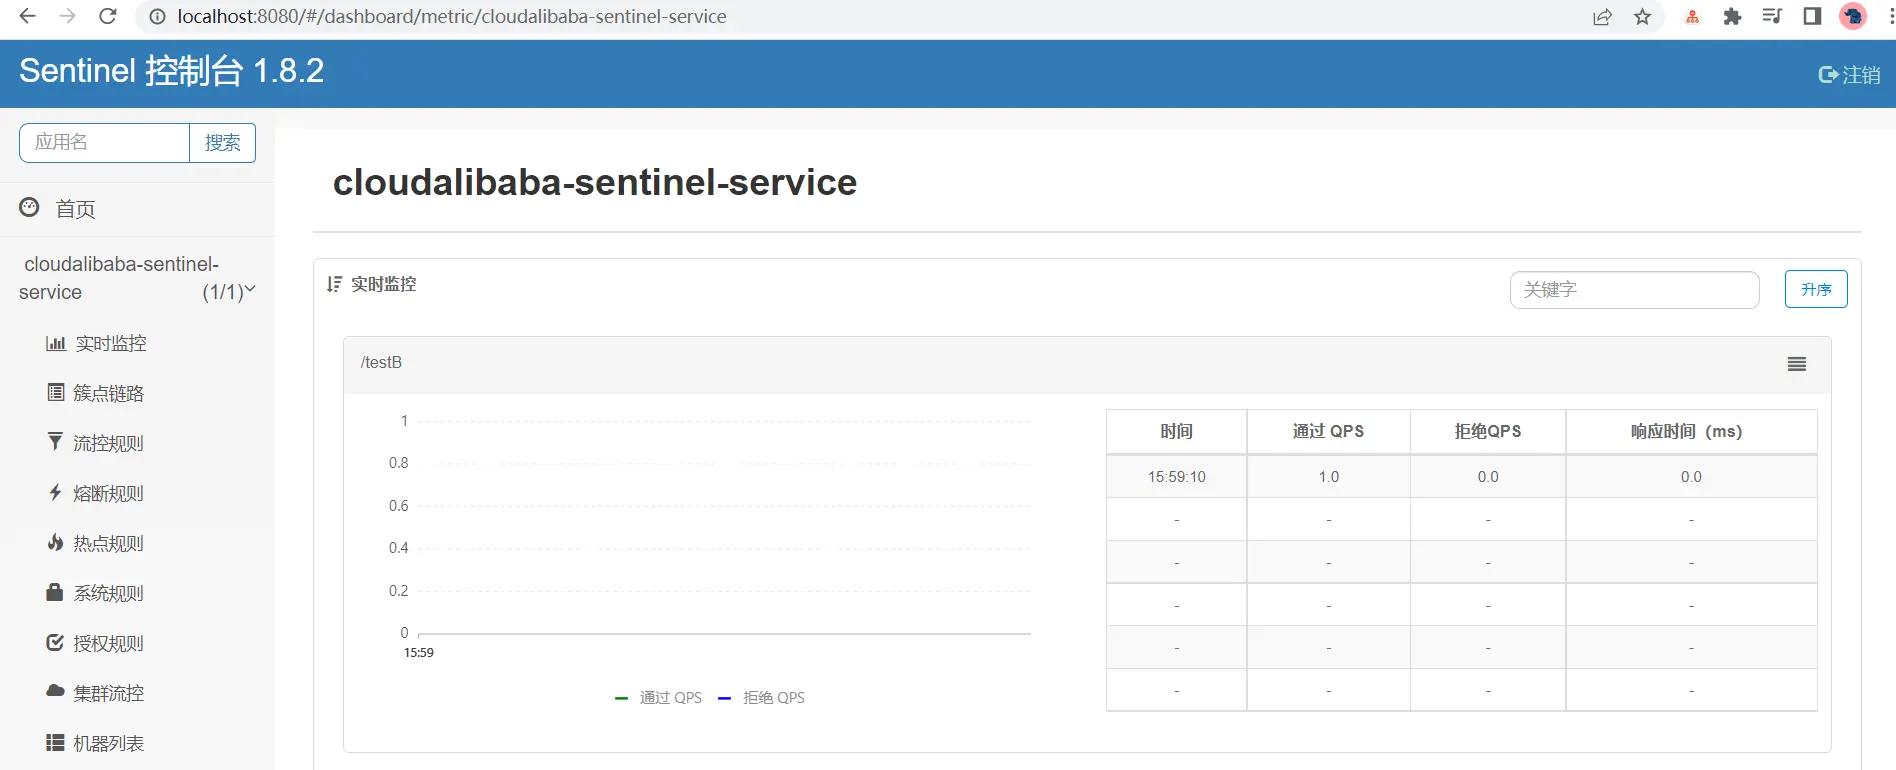 localhost:8080/#/dashboard/metric/cloudalibaba-sentinel-service
Sentinel 控制台 1.8.2
注销
应用名
搜索
首页
cloudalibaba-sentinel-
service (1/1)
实时监控
簇点链路
流控规则
熔断规则
热点规则
系统规则
授权规则
集群流控
机器列表
cloudalibaba-sentinel-service
实时监控
关键字
升序
/testB
1
0.8
0.6
0.4
0.2
0
15:59
通过 QPS 拒绝 QPS
时间 通过 QPS 拒绝QPS 响应时间（ms）
15:59:10 1.0 0.0 0.0
- - - -
- - - -
- - - -
- - - -
- - - -